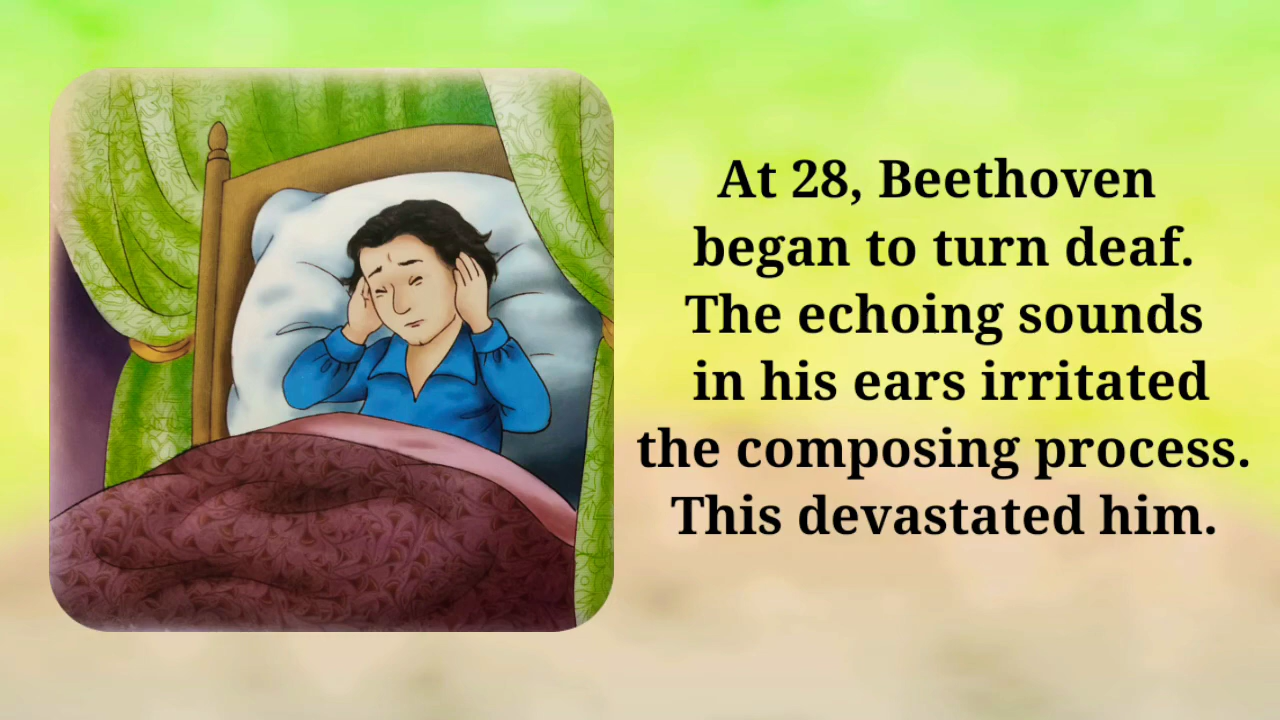 At 28, Beethoven
began to turn deaf.
The echoing sounds
in his ears irritated
the composing process.
This devastated him.